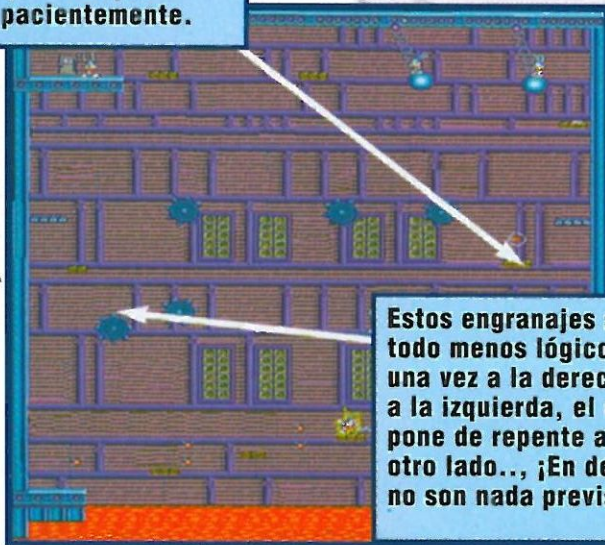 pacientemente.
Estos engranajes
todo menos lógico
una vez a la derec
a la izquierda, el
pone de repente a
otro lado.., ¡En de
no son nada previs